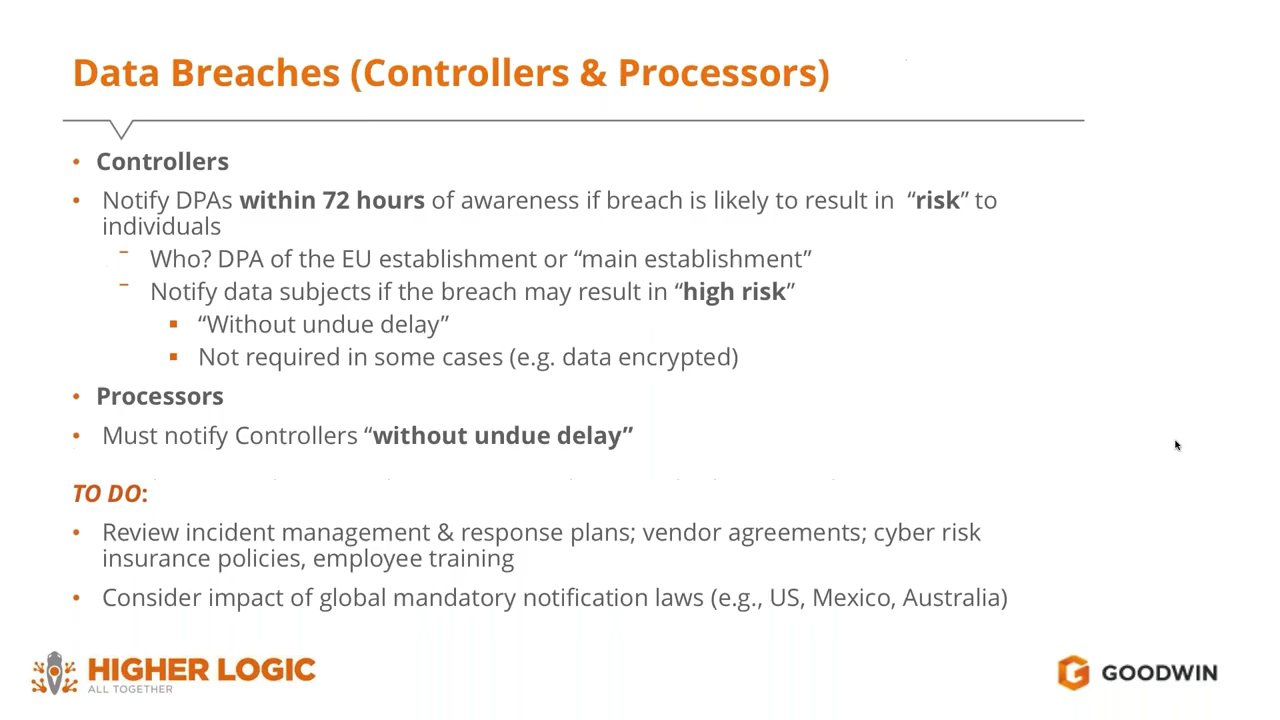 Data Breaches (Controllers & Processors)
• Controllers
• Notify DPAs within 72 hours of awareness if breach is likely to result in “risk” to
individuals
– Who? DPA of the EU establishment or “main establishment”
– Notify data subjects if the breach may result in “high risk”
▪ “Without undue delay”
▪ Not required in some cases (e.g. data encrypted)
• Processors
• Must notify Controllers “without undue delay”
TO DO:
• Review incident management & response plans; vendor agreements; cyber risk
insurance policies, employee training
• Consider impact of global mandatory notification laws (e.g., US, Mexico, Australia)
HIGHER LOGIC
ALL TOGETHER
GOODWIN